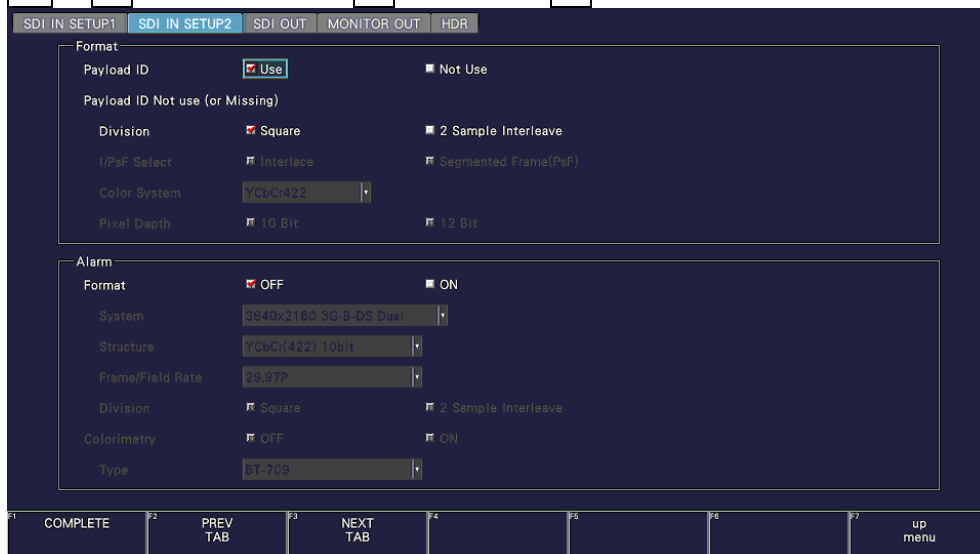 SDI IN SETUP1 SDI IN SETUP2 SDI OUT MONITOR OUT HDR
Format
Payload ID Use Not Use
Payload ID Not use (or Missing)
Division Square 2 Sample Interleave
I/PsF Select Interlace Segmented Frame(PsF)
Color System YCbCr422
Pixel Depth 10 Bit 12 Bit
Alarm
Format OFF ON
System 3840x2160 3G-B-DS Dual
Structure YCbCr(422) 10bit
Frame/Field Rate 29.97P
Division Square 2 Sample Interleave
Colorimetry OFF ON
Type BT-709
F1 COMPLETE F2 PREV F3 NEXT F4 F5 F6 F7 up
TAB TAB menu